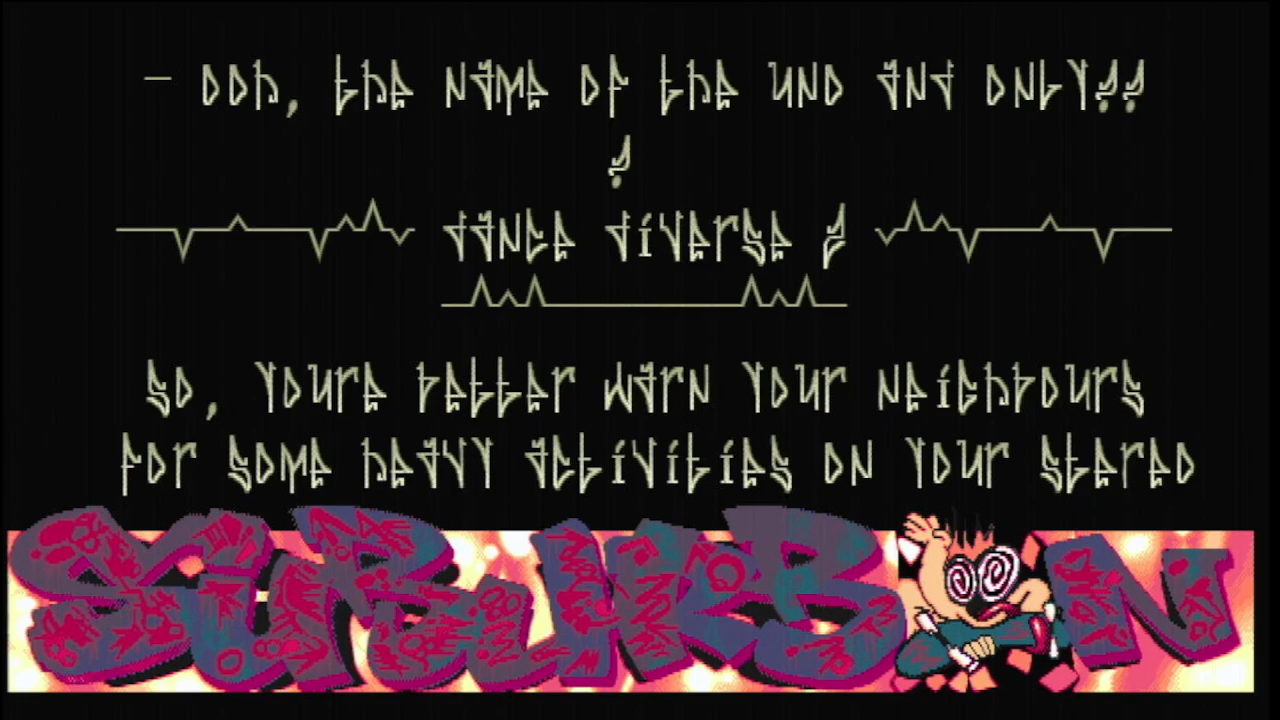 - ooh, the name of the uno and only!!
!
dance diverse 2
so, youre better warn your neighbours
for some heavy activities on your stereo